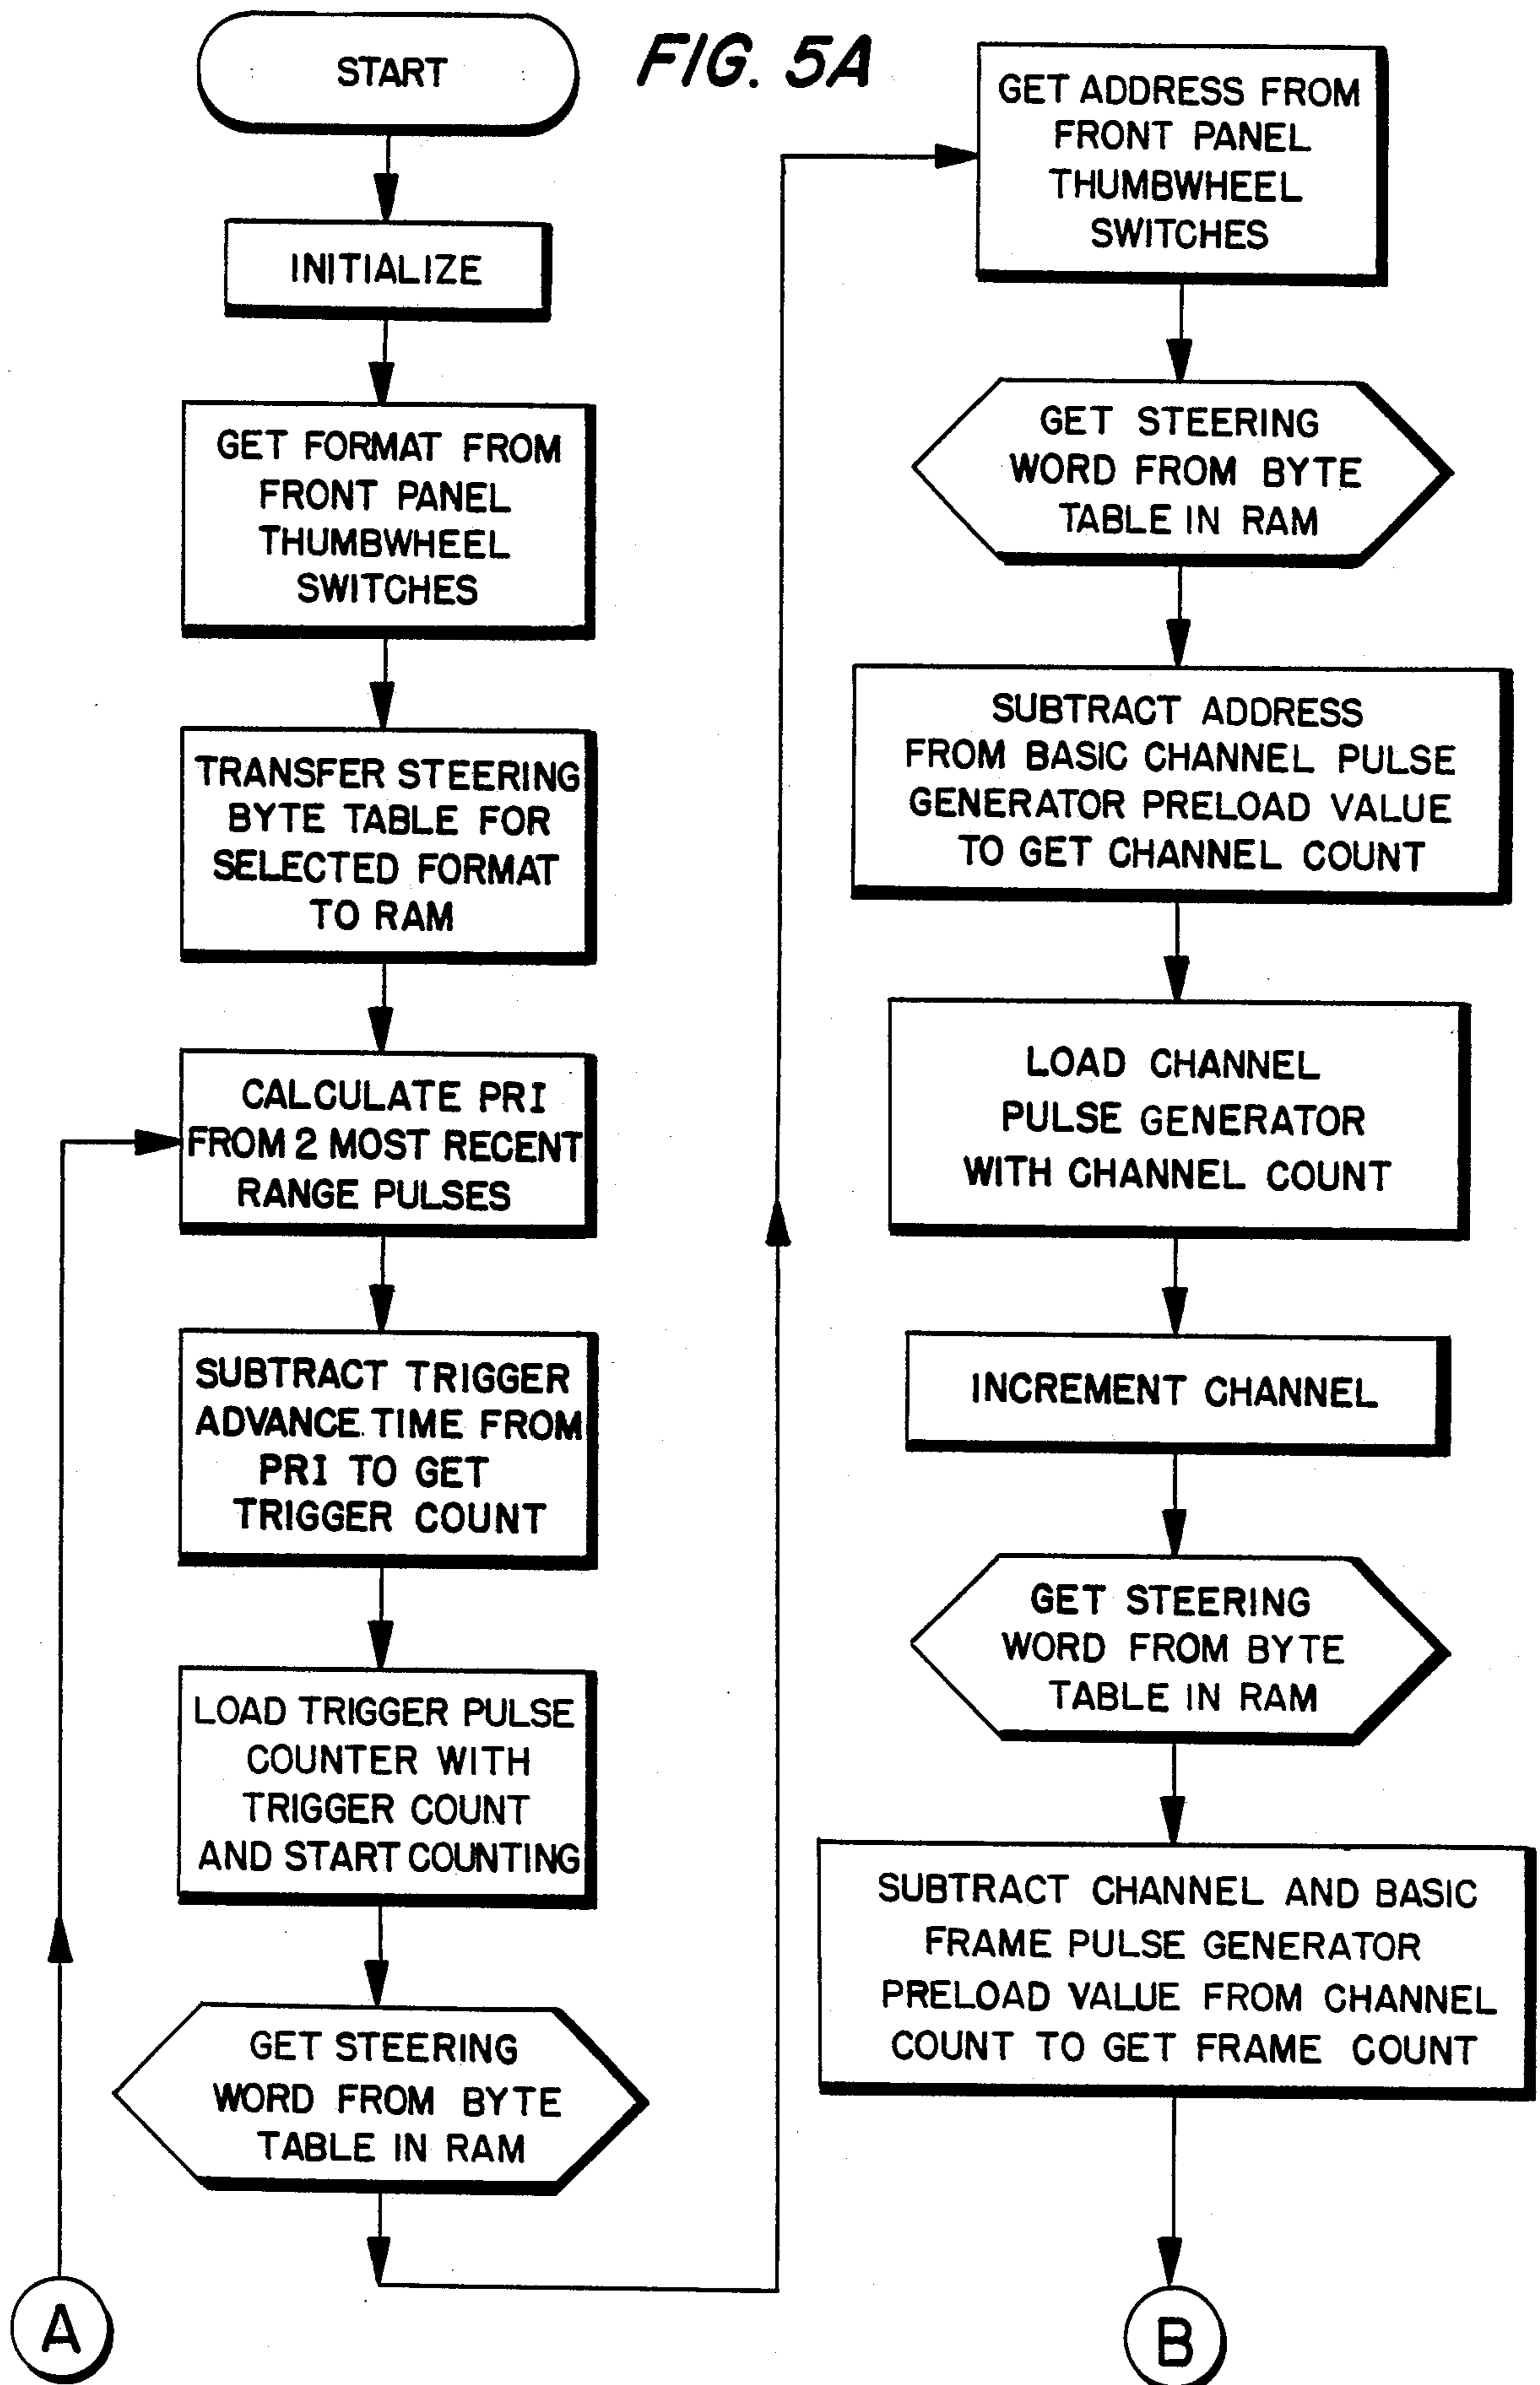 FIG. 5A
START
INITIALIZE
GET FORMAT FROM
FRONT PANEL
THUMBWHEEL
SWITCHES
TRANSFER STEERING
BYTE TABLE FOR
SELECTED FORMAT
TO RAM
CALCULATE PRI
FROM 2 MOST RECENT
RANGE PULSES
SUBTRACT TRIGGER
ADVANCE TIME FROM
PRI TO GET
TRIGGER COUNT
LOAD TRIGGER PULSE
COUNTER WITH
TRIGGER COUNT
AND START COUNTING
GET STEERING
WORD FROM BYTE
TABLE IN RAM
A
GET ADDRESS FROM
FRONT PANEL
THUMBWHEEL
SWITCHES
GET STEERING
WORD FROM BYTE
TABLE IN RAM
SUBTRACT ADDRESS
FROM BASIC CHANNEL PULSE
GENERATOR PRELOAD VALUE
TO GET CHANNEL COUNT
LOAD CHANNEL
PULSE GENERATOR
WITH CHANNEL COUNT
INCREMENT CHANNEL
GET STEERING
WORD FROM BYTE
TABLE IN RAM
SUBTRACT CHANNEL AND BASIC
FRAME PULSE GENERATOR
PRELOAD VALUE FROM CHANNEL
COUNT TO GET FRAME COUNT
B